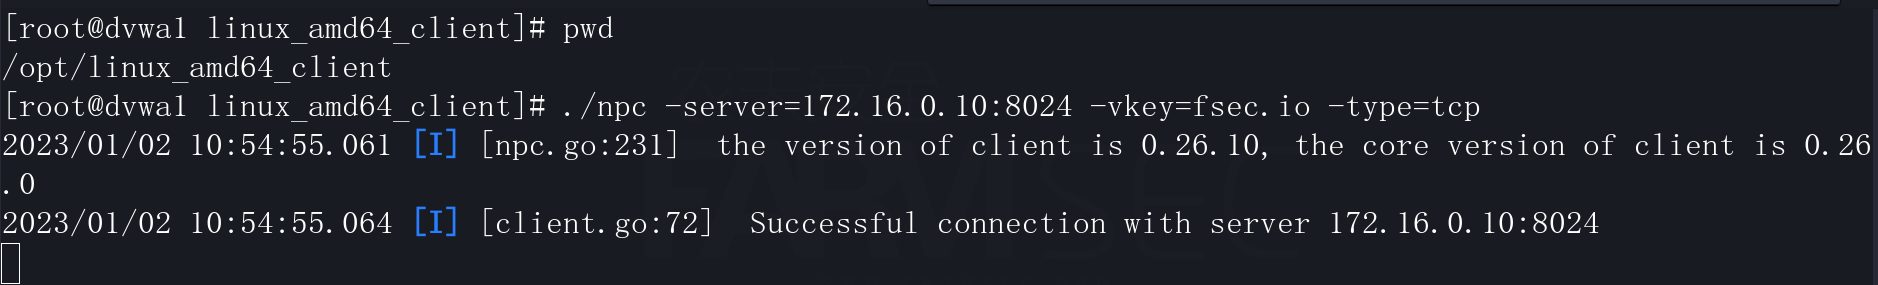 [root@dvwa1 linux_amd64_client]# pwd
/opt/linux_amd64_client
[root@dvwa1 linux_amd64_client]# ./npc -server=172.16.0.10:8024 -vkey=fsec.io -type=tcp
2023/01/02 10:54:55.061 [I] [npc.go:231]  the version of client is 0.26.10, the core version of client is 0.26
.0
2023/01/02 10:54:55.064 [I] [client.go:72]  Successful connection with server 172.16.0.10:8024